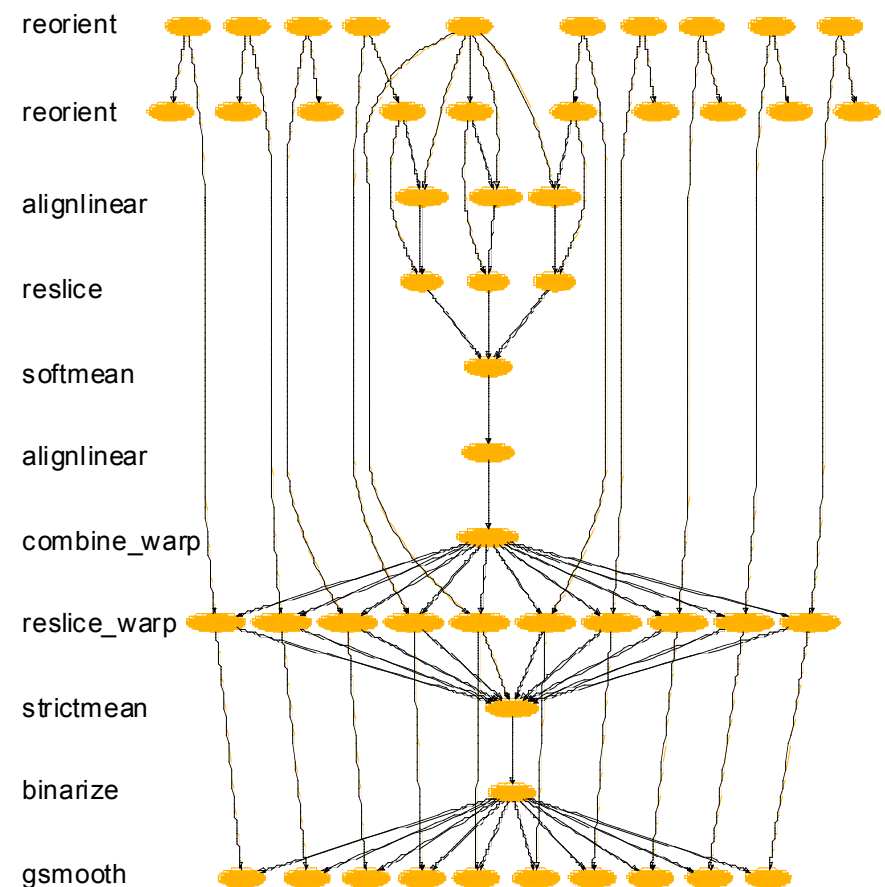 reorient
reorient
alignlinear
reslice
softmean
alignlinear
combine_warp
reslice_warp
strictmean
binarize
gsmooth